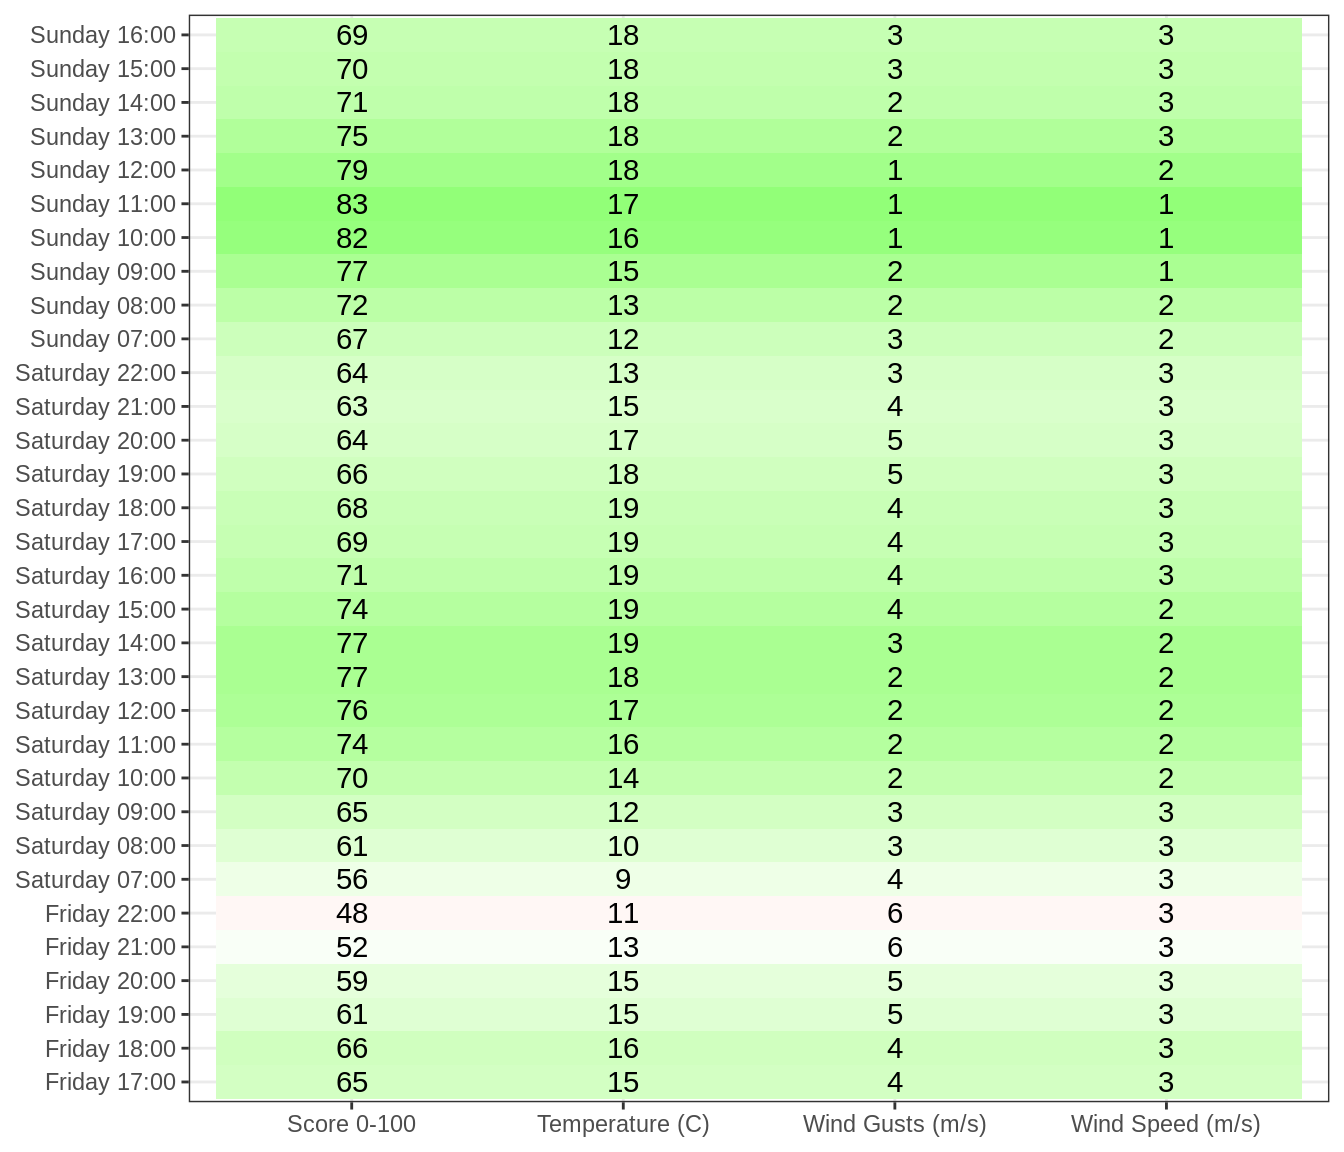 Sunday 16:00 69 18 3 3
Sunday 15:00 70 18 3 3
Sunday 14:00 71 18 2 3
Sunday 13:00 75 18 2 3
Sunday 12:00 79 18 1 2
Sunday 11:00 83 17 1 1
Sunday 10:00 82 16 1 1
Sunday 09:00 77 15 2 1
Sunday 08:00 72 13 2 2
Sunday 07:00 67 12 3 2
Saturday 22:00 64 13 3 3
Saturday 21:00 63 15 4 3
Saturday 20:00 64 17 5 3
Saturday 19:00 66 18 5 3
Saturday 18:00 68 19 4 3
Saturday 17:00 69 19 4 3
Saturday 16:00 71 19 4 3
Saturday 15:00 74 19 4 2
Saturday 14:00 77 19 3 2
Saturday 13:00 77 18 2 2
Saturday 12:00 76 17 2 2
Saturday 11:00 74 16 2 2
Saturday 10:00 70 14 2 2
Saturday 09:00 65 12 3 3
Saturday 08:00 61 10 3 3
Saturday 07:00 56 9 4 3
Friday 22:00 48 11 6 3
Friday 21:00 52 13 6 3
Friday 20:00 59 15 5 3
Friday 19:00 61 15 5 3
Friday 18:00 66 16 4 3
Friday 17:00 65 15 4 3
Score 0-100 Temperature (C) Wind Gusts (m/s) Wind Speed (m/s)